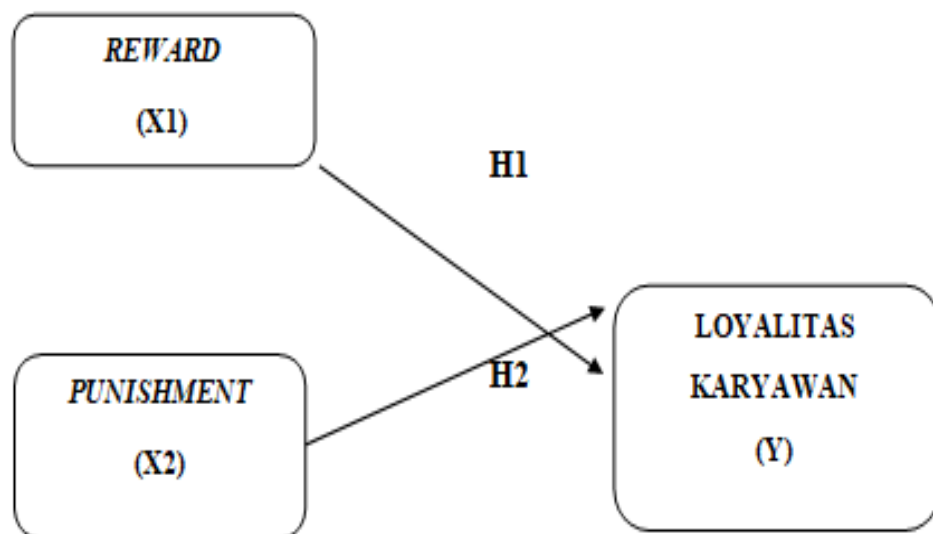 REWARD
(X1)
H1
LOYALITAS
KARYAWAN
(Y)
H2
PUNISHMENT
(X2)